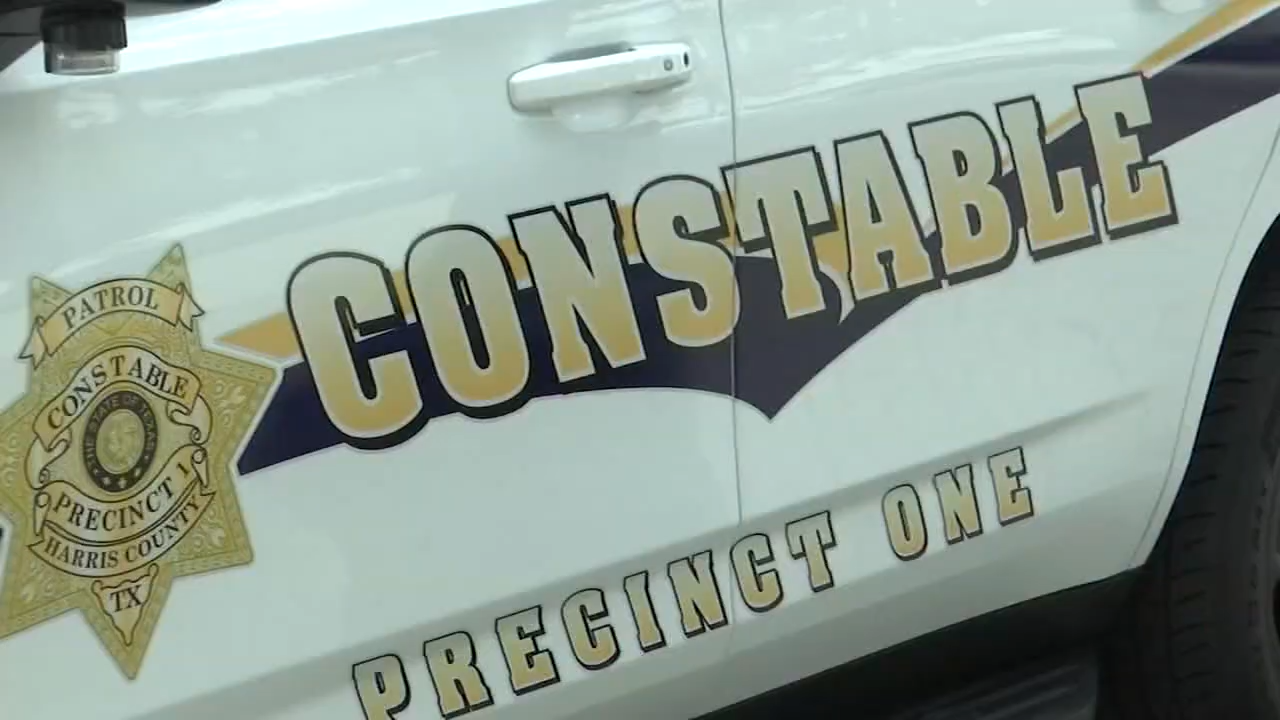 PATROL
CONSTABLE
THE STATE OF TEXAS
PRECINCT 1
HARRIS COUNTY
TX
CONSTABLE
PRECINCT ONE